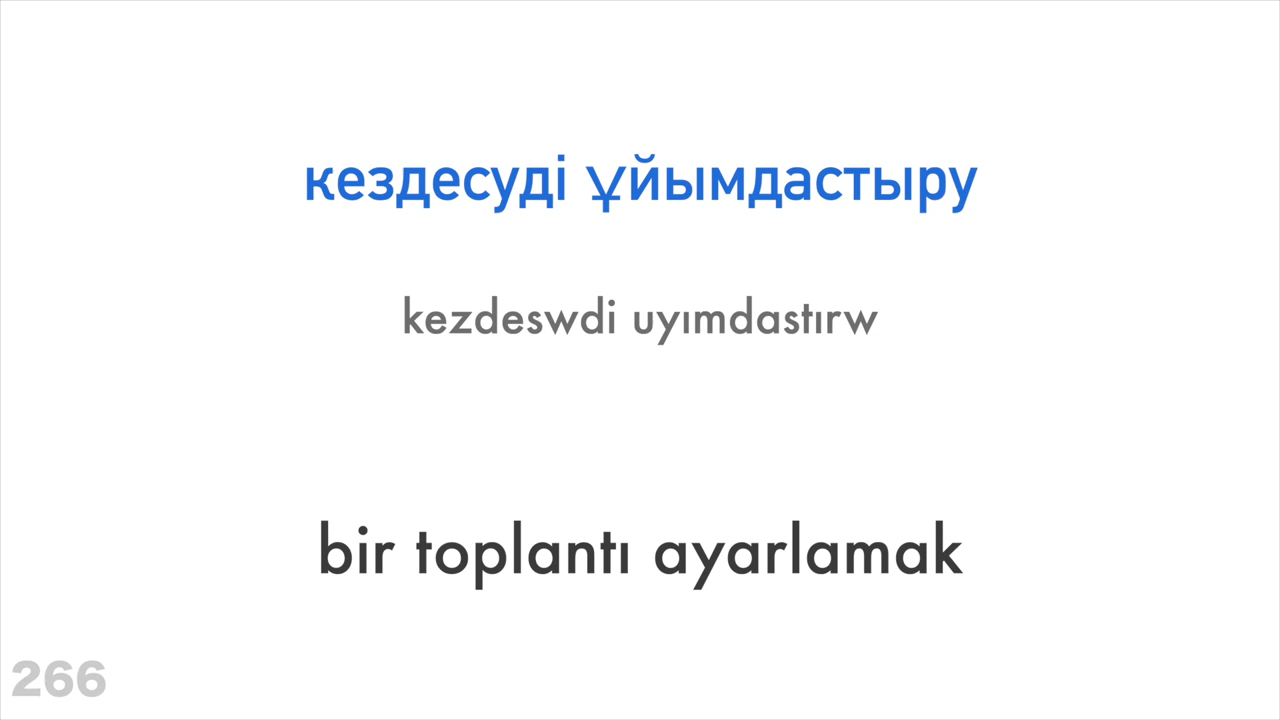 кездесуді ұйымдастыру
kezdeswdi uyımdastırw
bir toplantı ayarlamak
266